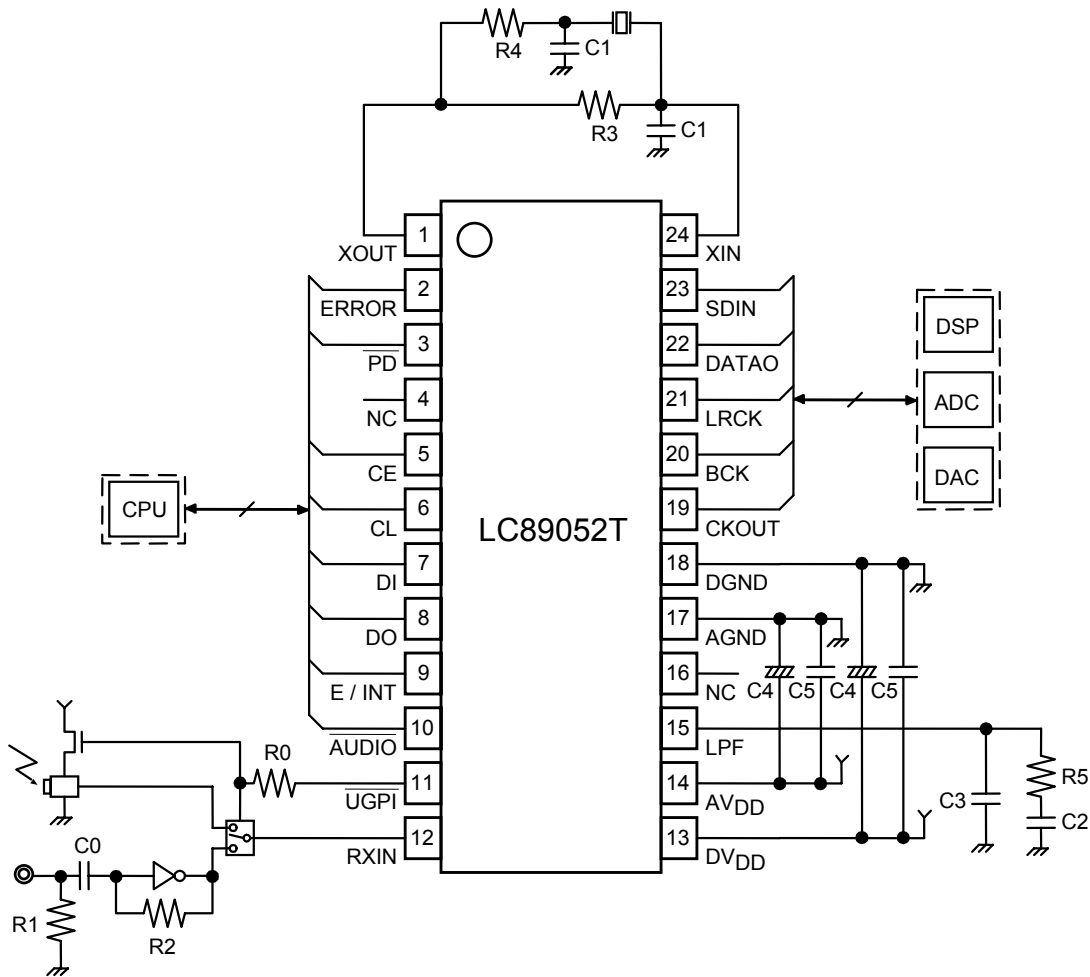 R4
C1
R3
C1
1
XOUT
24
XIN
2
ERROR
23
SDIN
3
PD
22
DATAO
4
NC
21
LRCK
5
CE
20
BCK
6
CL
19
CKOUT
7
DI
18
DGND
8
DO
17
AGND
9
E / INT
16
NC
10
AUDIO
15
LPF
11
UGPI
14
AVDD
12
RXIN
13
DVDD
LC89052T
CPU
DSP
ADC
DAC
C4
C5
C4
C5
R0
C3
R5
C2
C0
R1
R2